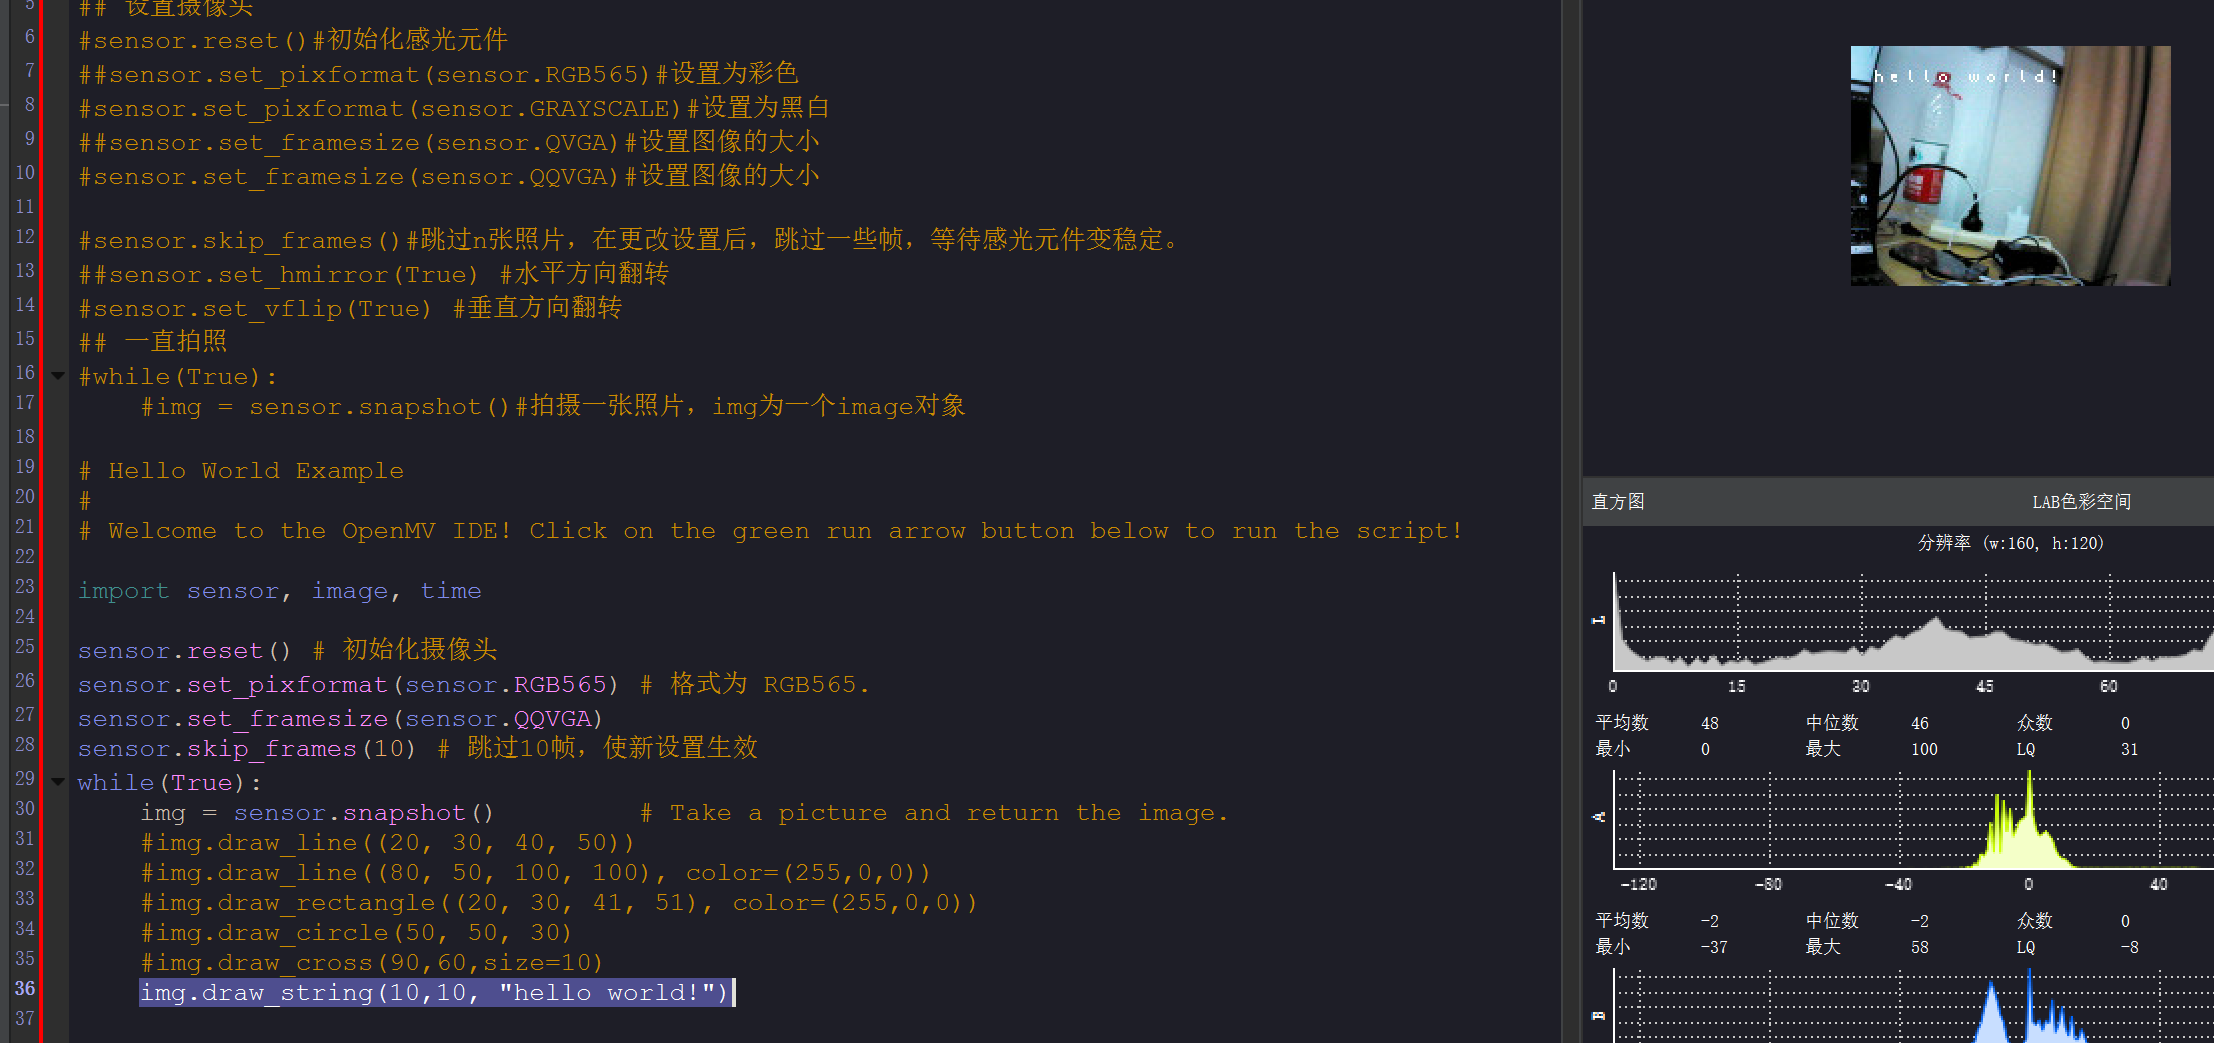 5 ## 设置摄像头
6 #sensor.reset()#初始化感光元件
7 ##sensor.set_pixformat(sensor.RGB565)#设置为彩色
8 #sensor.set_pixformat(sensor.GRAYSCALE)#设置为黑白
9 ##sensor.set_framesize(sensor.QVGA)#设置图像的大小
10 #sensor.set_framesize(sensor.QQVGA)#设置图像的大小
11
12 #sensor.skip_frames()#跳过n张照片，在更改设置后，跳过一些帧，等待感光元件变稳定。
13 ##sensor.set_hmirror(True) #水平方向翻转
14 #sensor.set_vflip(True) #垂直方向翻转
15 ## 一直拍照
16 #while(True):
17 #img = sensor.snapshot()#拍摄一张照片，img为一个image对象
18
19 # Hello World Example
20 #
21 # Welcome to the OpenMV IDE! Click on the green run arrow button below to run the script!
22
23 import sensor, image, time
24
25 sensor.reset() # 初始化摄像头
26 sensor.set_pixformat(sensor.RGB565) # 格式为 RGB565.
27 sensor.set_framesize(sensor.QQVGA)
28 sensor.skip_frames(10) # 跳过10帧，使新设置生效
29 while(True):
30 img = sensor.snapshot() # Take a picture and return the image.
31 #img.draw_line((20, 30, 40, 50))
32 #img.draw_line((80, 50, 100, 100), color=(255,0,0))
33 #img.draw_rectangle((20, 30, 41, 51), color=(255,0,0))
34 #img.draw_circle(50, 50, 30)
35 #img.draw_cross(90,60,size=10)
36 img.draw_string(10,10, "hello world!")
37
hello world!
直方图 LAB色彩空间
分辨率 (w:160, h:120)
L
0 15 30 45 60
平均数 48 中位数 46 众数 0
最小 0 最大 100 LQ 31
A
-120 -80 -40 0 40
平均数 -2 中位数 -2 众数 0
最小 -37 最大 58 LQ -8
B